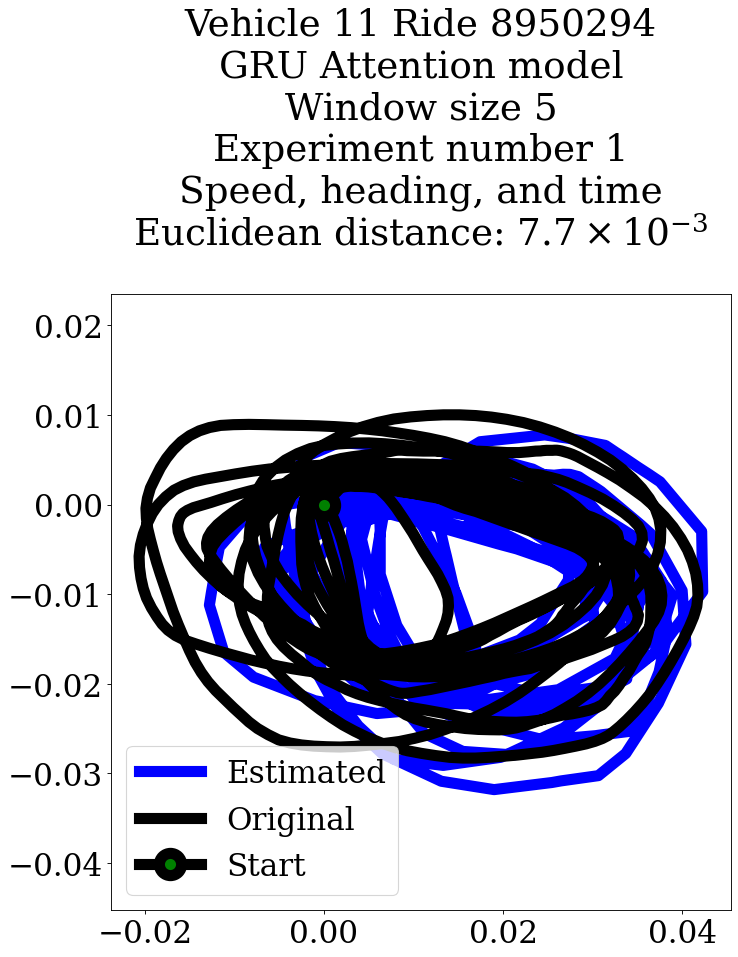 Vehicle 11 Ride 8950294
GRU Attention model
Window size 5
Experiment number 1
Speed, heading, and time
Euclidean distance: 7.7 × 10⁻³
0.02
0.01
0.00
−0.01
−0.02
−0.03
−0.04
Estimated
Original
Start
−0.02 0.00 0.02 0.04